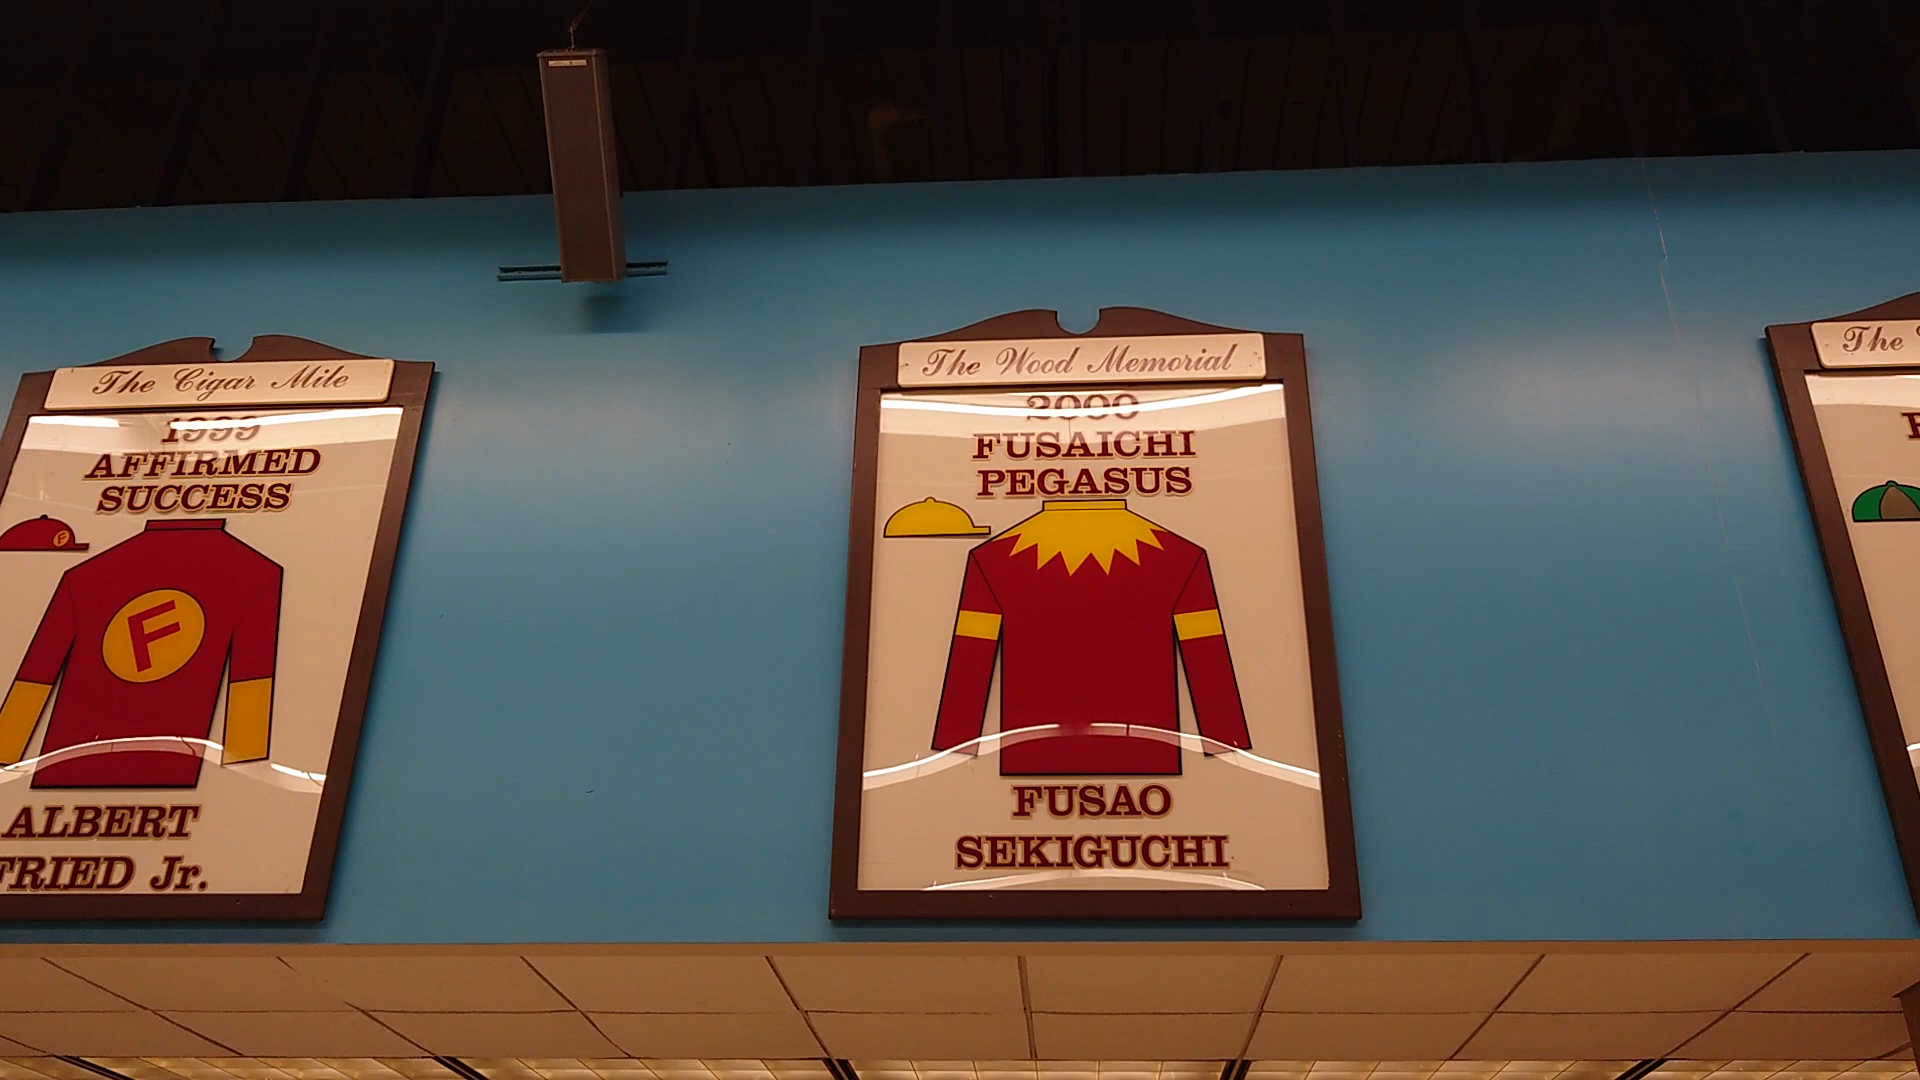 The Cigar Mile
1999
AFFIRMED
SUCCESS
F
F
ALBERT
FRIED Jr.
The Wood Memorial
2000
FUSAICHI
PEGASUS
FUSAO
SEKIGUCHI
The